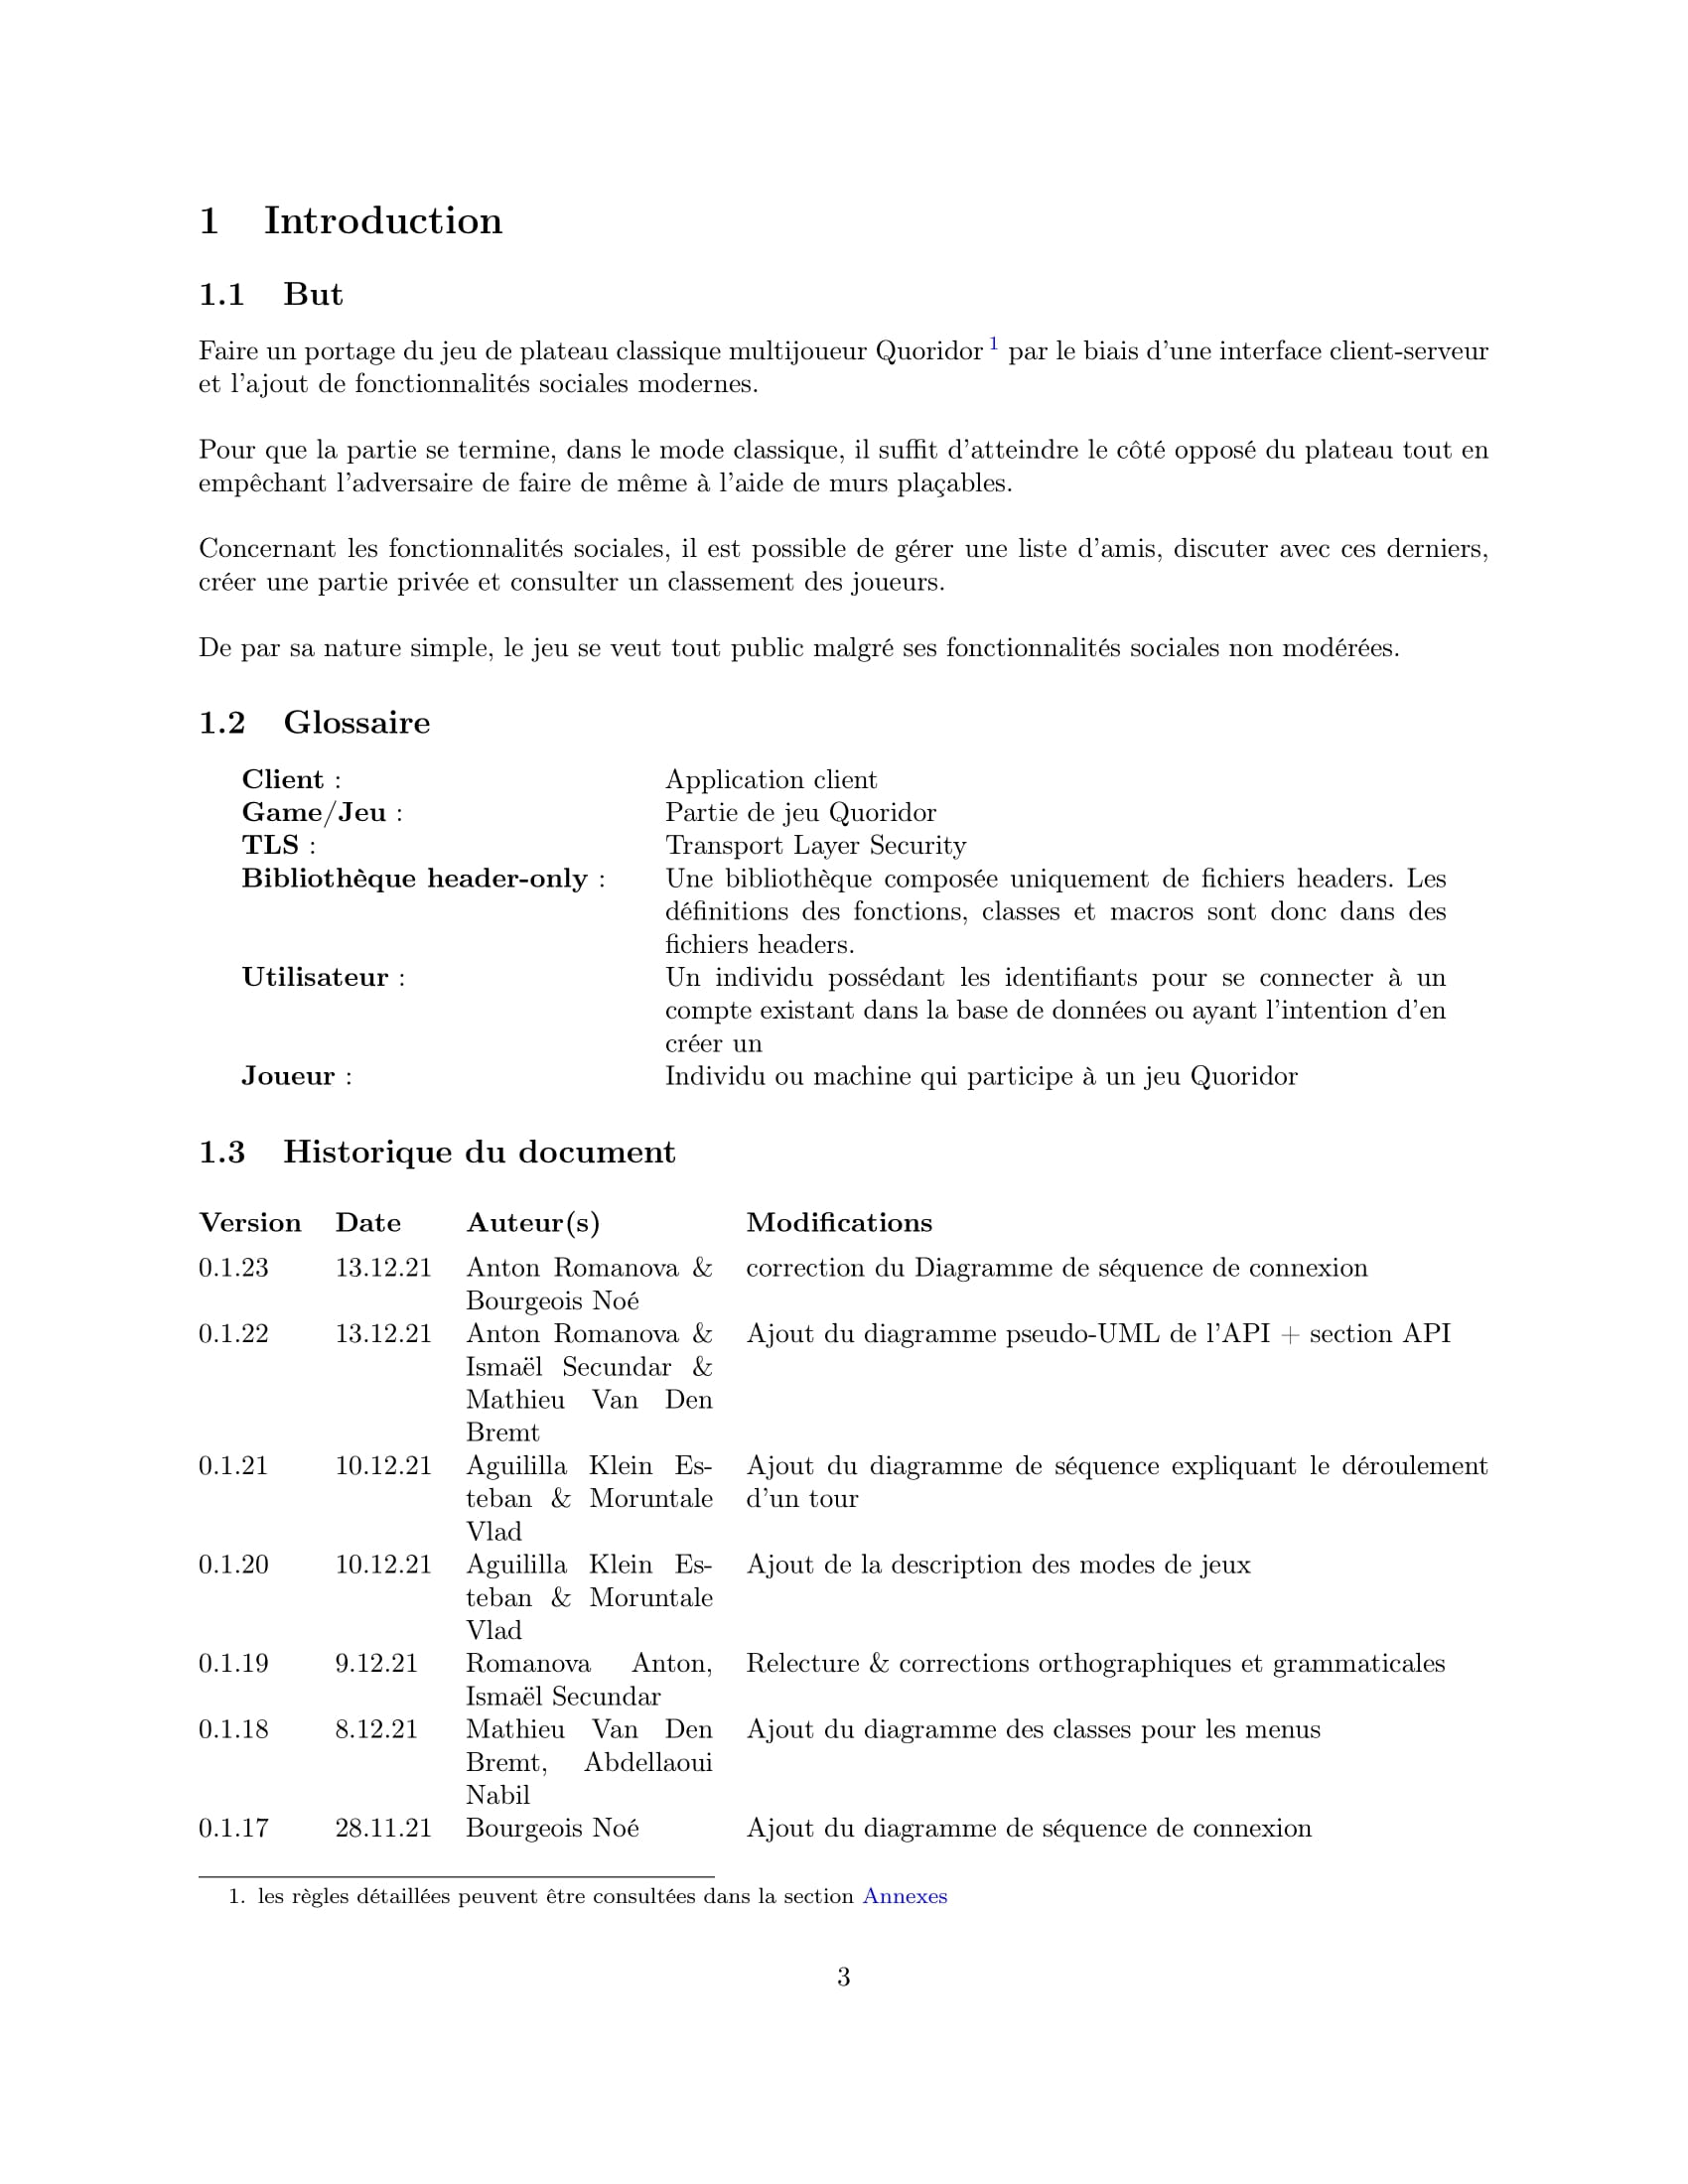 1 Introduction
1.1 But
Faire un portage du jeu de plateau classique multijoueur Quoridor 1 par le biais d'une interface client-serveur
et l'ajout de fonctionnalités sociales modernes.
Pour que la partie se termine, dans le mode classique, il suffit d'atteindre le côté opposé du plateau tout en
empêchant l'adversaire de faire de même à l'aide de murs plaçables.
Concernant les fonctionnalités sociales, il est possible de gérer une liste d'amis, discuter avec ces derniers,
créer une partie privée et consulter un classement des joueurs.
De par sa nature simple, le jeu se veut tout public malgré ses fonctionnalités sociales non modérées.
1.2 Glossaire
Client : Application client
Game/Jeu : Partie de jeu Quoridor
TLS : Transport Layer Security
Bibliothèque header-only : Une bibliothèque composée uniquement de fichiers headers. Les
définitions des fonctions, classes et macros sont donc dans des
fichiers headers.
Utilisateur : Un individu possédant les identifiants pour se connecter à un
compte existant dans la base de données ou ayant l'intention d'en
créer un
Joueur : Individu ou machine qui participe à un jeu Quoridor
1.3 Historique du document
Version Date Auteur(s) Modifications
0.1.23 13.12.21 Anton Romanova & correction du Diagramme de séquence de connexion
Bourgeois Noé
0.1.22 13.12.21 Anton Romanova & Ajout du diagramme pseudo-UML de l'API + section API
Ismaël Secundar &
Mathieu Van Den
Bremt
0.1.21 10.12.21 Aguililla Klein Es- Ajout du diagramme de séquence expliquant le déroulement
teban & Moruntale d'un tour
Vlad
0.1.20 10.12.21 Aguililla Klein Es- Ajout de la description des modes de jeux
teban & Moruntale
Vlad
0.1.19 9.12.21 Romanova Anton, Relecture & corrections orthographiques et grammaticales
Ismaël Secundar
0.1.18 8.12.21 Mathieu Van Den Ajout du diagramme des classes pour les menus
Bremt, Abdellaoui
Nabil
0.1.17 28.11.21 Bourgeois Noé Ajout du diagramme de séquence de connexion
1. les règles détaillées peuvent être consultées dans la section Annexes
3